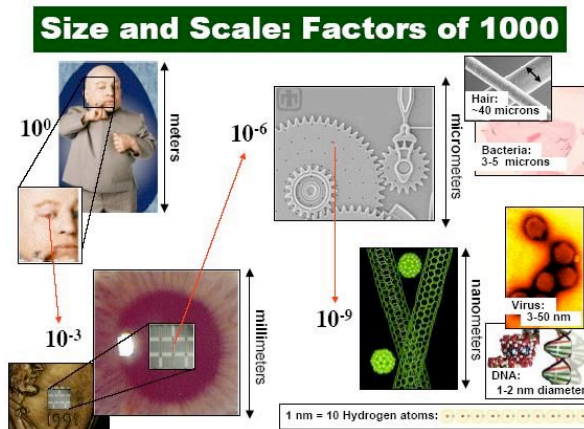 Size and Scale: Factors of 1000
10⁰
meters
10⁻³
millimeters
10⁻⁶
micrometers
Hair:
~40 microns
Bacteria:
3-5 microns
10⁻⁹
nanometers
Virus:
3-50 nm
DNA:
1-2 nm diameter
1 nm = 10 Hydrogen atoms: